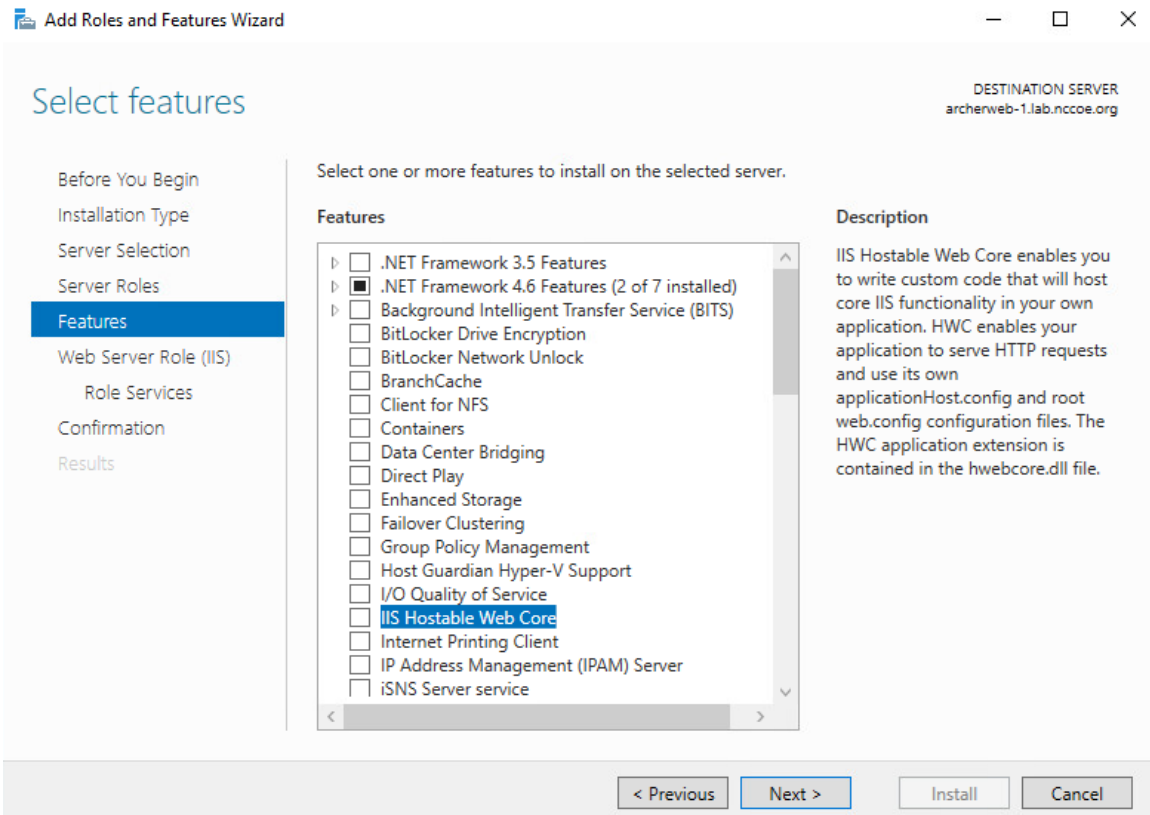 Add Roles and Features Wizard
Select features
DESTINATION SERVER
archerweb-1.lab.nccoe.org
Before You Begin
Installation Type
Server Selection
Server Roles
Features
Web Server Role (IIS)
Role Services
Confirmation
Results
Select one or more features to install on the selected server.
Features
.NET Framework 3.5 Features
.NET Framework 4.6 Features (2 of 7 installed)
Background Intelligent Transfer Service (BITS)
BitLocker Drive Encryption
BitLocker Network Unlock
BranchCache
Client for NFS
Containers
Data Center Bridging
Direct Play
Enhanced Storage
Failover Clustering
Group Policy Management
Host Guardian Hyper-V Support
I/O Quality of Service
IIS Hostable Web Core
Internet Printing Client
IP Address Management (IPAM) Server
iSNS Server service
Description
IIS Hostable Web Core enables you
to write custom code that will host
core IIS functionality in your own
application. HWC enables your
application to serve HTTP requests
and use its own
applicationHost.config and root
web.config configuration files. The
HWC application extension is
contained in the hwebcore.dll file.
< Previous
Next >
Install
Cancel